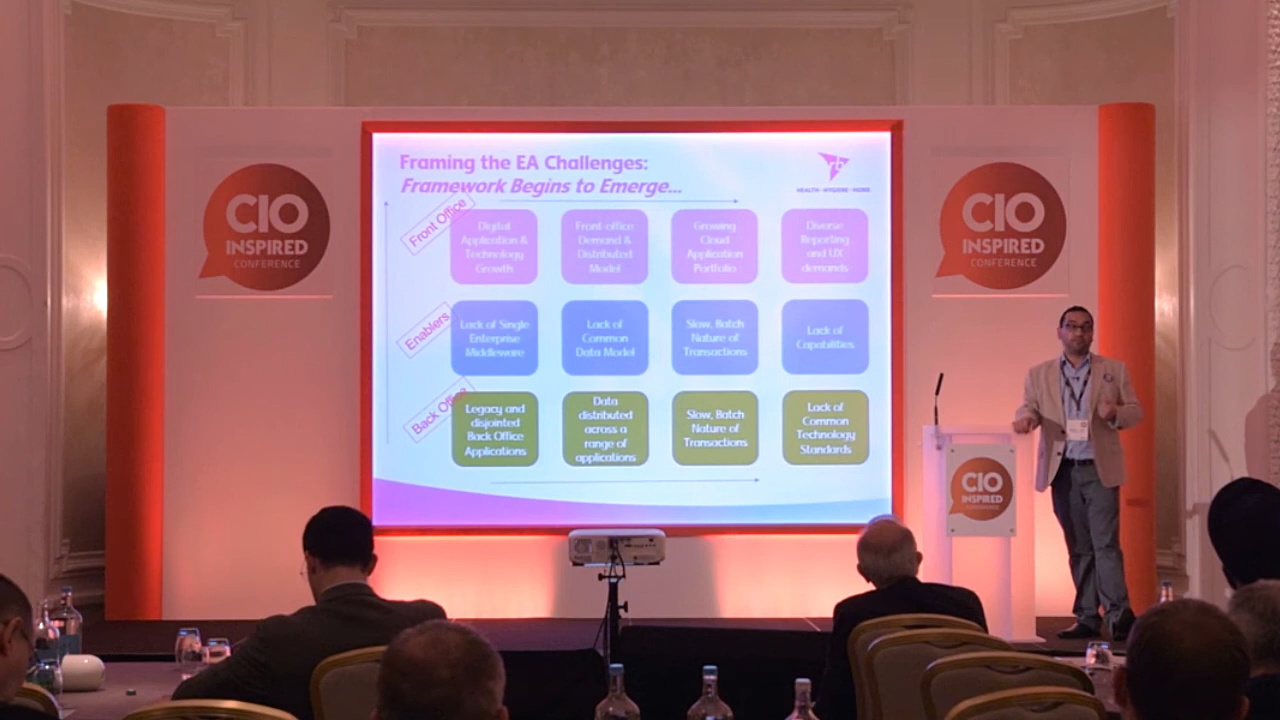 Framing the EA Challenges:
Framework Begins to Emerge...
rb
HEALTH • HYGIENE • HOME
Front Office
Digital
Application &
Technology
Growth
Front-office
Demand &
Distributed
Model
Growing
Cloud
Application
Portfolio
Diverse
Reporting
and UX
demands
Enablers
Lack of Single
Enterprise
Middleware
Lack of
Common
Data Model
Slow, Batch
Nature of
Transactions
Lack of
Capabilities
Back Office
Legacy and
disjointed
Back Office
Applications
Data
distributed
across a
range of
applications
Slow, Batch
Nature of
Transactions
Lack of
Common
Technology
Standards
CIO
INSPIRED
CONFERENCE
CIO
INSPIRED
CONFERENCE
CIO
INSPIRED
CONFERENCE